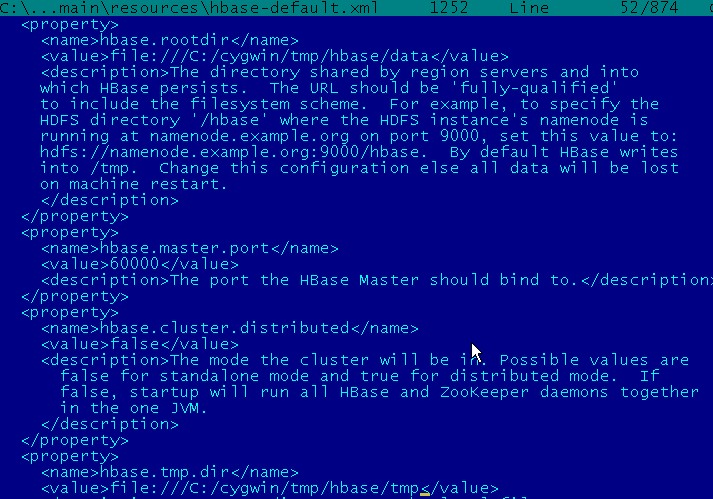 C:\...main\resources\hbase-default.xml 1252 Line 52/874
<property>
<name>hbase.rootdir</name>
<value>file:///C:/cygwin/tmp/hbase/data</value>
<description>The directory shared by region servers and into
which HBase persists.  The URL should be 'fully-qualified'
to include the filesystem scheme.  For example, to specify the
HDFS directory '/hbase' where the HDFS instance's namenode is
running at namenode.example.org on port 9000, set this value to:
hdfs://namenode.example.org:9000/hbase.  By default HBase writes
into /tmp.  Change this configuration else all data will be lost
on machine restart.
</description>
</property>
<property>
<name>hbase.master.port</name>
<value>60000</value>
<description>The port the HBase Master should bind to.</description>
</property>
<property>
<name>hbase.cluster.distributed</name>
<value>false</value>
<description>The mode the cluster will be in. Possible values are
false for standalone mode and true for distributed mode.  If
false, startup will run all HBase and ZooKeeper daemons together
in the one JVM.
</description>
</property>
<property>
<name>hbase.tmp.dir</name>
<value>file:///C:/cygwin/tmp/hbase/tmp</value>